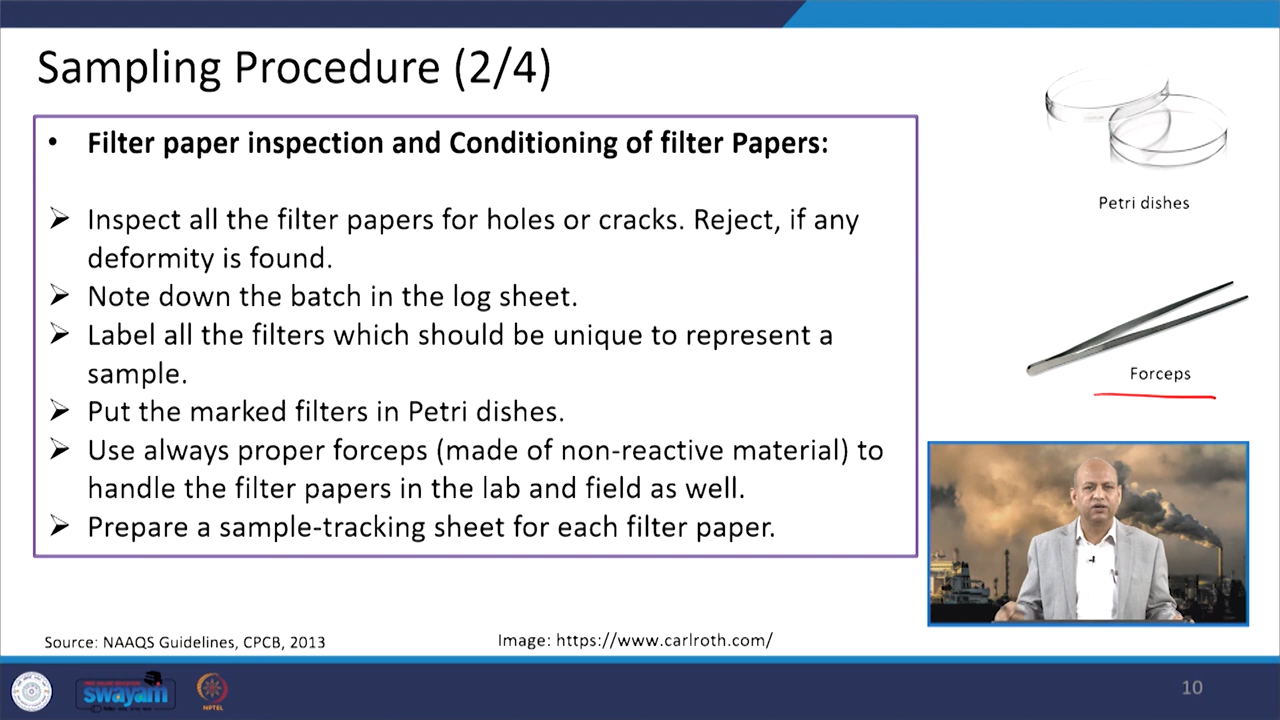 Sampling Procedure (2/4)
• Filter paper inspection and Conditioning of filter Papers:
➢ Inspect all the filter papers for holes or cracks. Reject, if any
deformity is found.
➢ Note down the batch in the log sheet.
➢ Label all the filters which should be unique to represent a
sample.
➢ Put the marked filters in Petri dishes.
➢ Use always proper forceps (made of non-reactive material) to
handle the filter papers in the lab and field as well.
➢ Prepare a sample-tracking sheet for each filter paper.
Petri dishes
Forceps
Source: NAAQS Guidelines, CPCB, 2013
Image: https://www.carlroth.com/
swayam
NPTEL
10